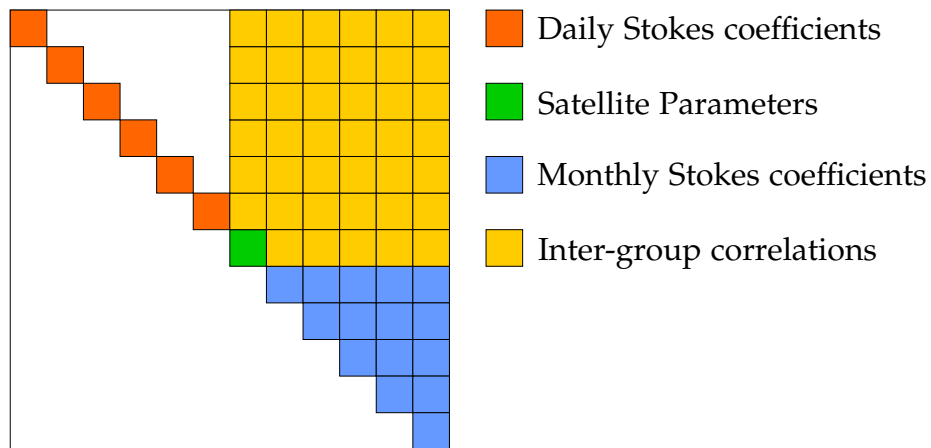 Daily Stokes coefficients
Satellite Parameters
Monthly Stokes coefficients
Inter-group correlations